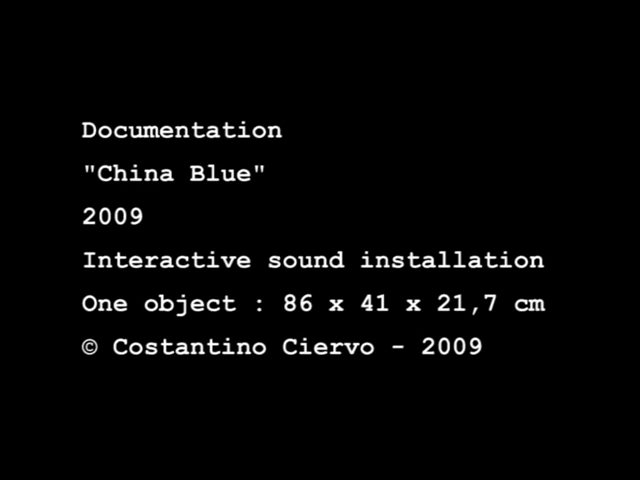 Documentation
"China Blue"
2009
Interactive sound installation
One object : 86 x 41 x 21,7 cm
© Costantino Ciervo - 2009